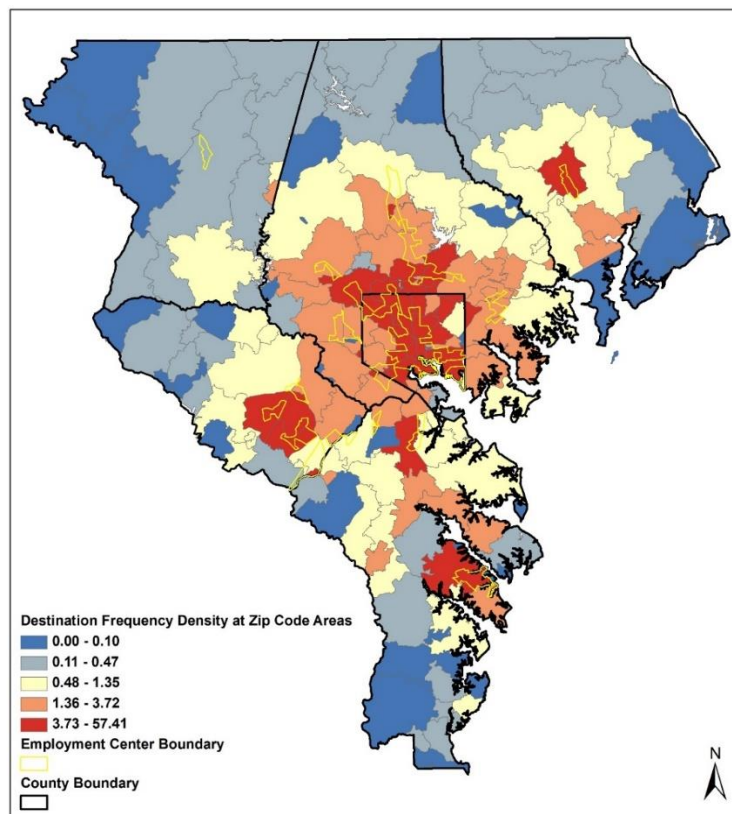 N
Destination Frequency Density at Zip Code Areas
0.00 - 0.10
0.11 - 0.47
0.48 - 1.35
1.36 - 3.72
3.73 - 57.41
Employment Center Boundary
County Boundary